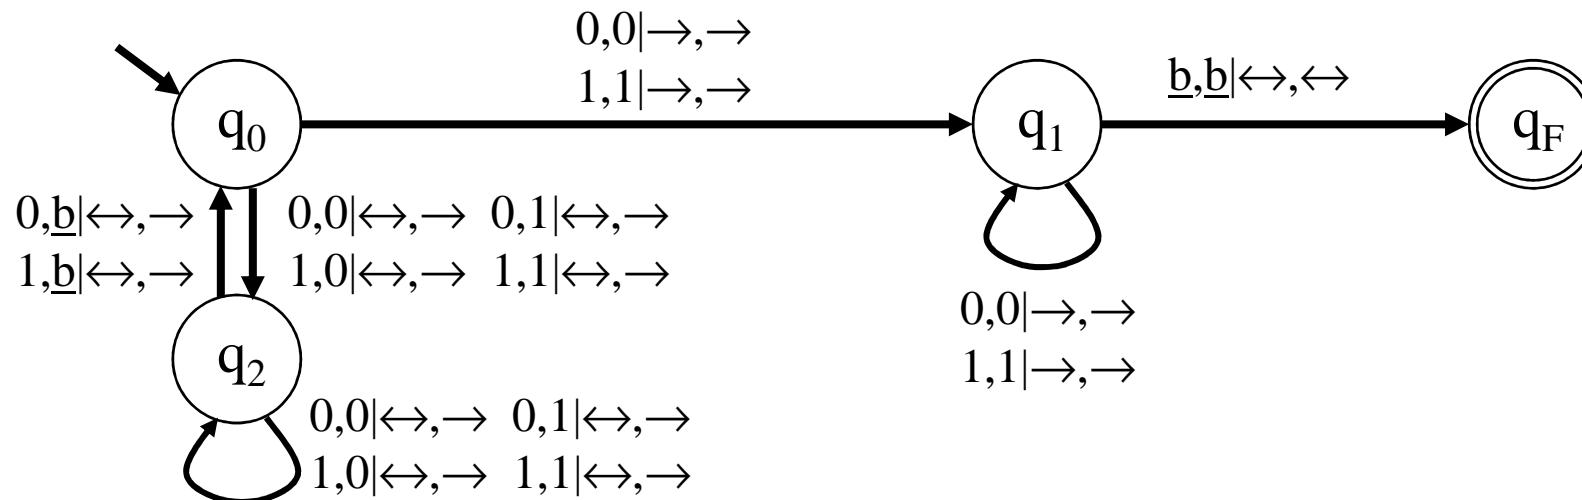 0,0|→,→
1,1|→,→
b,b|↔,↔
q0
q1
qF
0,b|↔,→
1,b|↔,→
0,0|↔,→ 0,1|↔,→
1,0|↔,→ 1,1|↔,→
q2
0,0|→,→
1,1|→,→
0,0|↔,→ 0,1|↔,→
1,0|↔,→ 1,1|↔,→